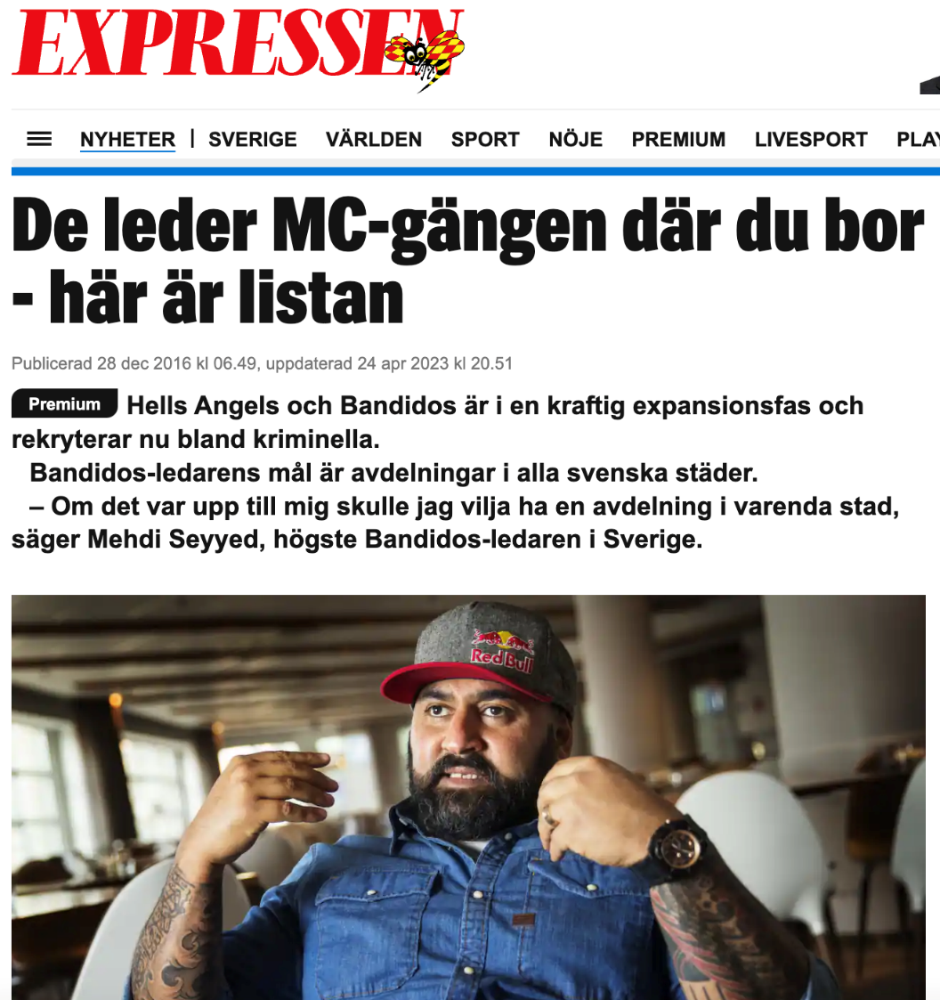 EXPRESSEN
NYHETER | SVERIGE VÄRLDEN SPORT NÖJE PREMIUM LIVESPORT
De leder MC-gängen där du bor
- här är listan
Publicerad 28 dec 2016 kl 06.49, uppdaterad 24 apr 2023 kl 20.51
Premium Hells Angels och Bandidos är i en kraftig expansionsfas och
rekryterar nu bland kriminella.
Bandidos-ledarens mål är avdelningar i alla svenska städer.
– Om det var upp till mig skulle jag vilja ha en avdelning i varenda stad,
säger Mehdi Seyyed, högste Bandidos-ledaren i Sverige.
Red Bull